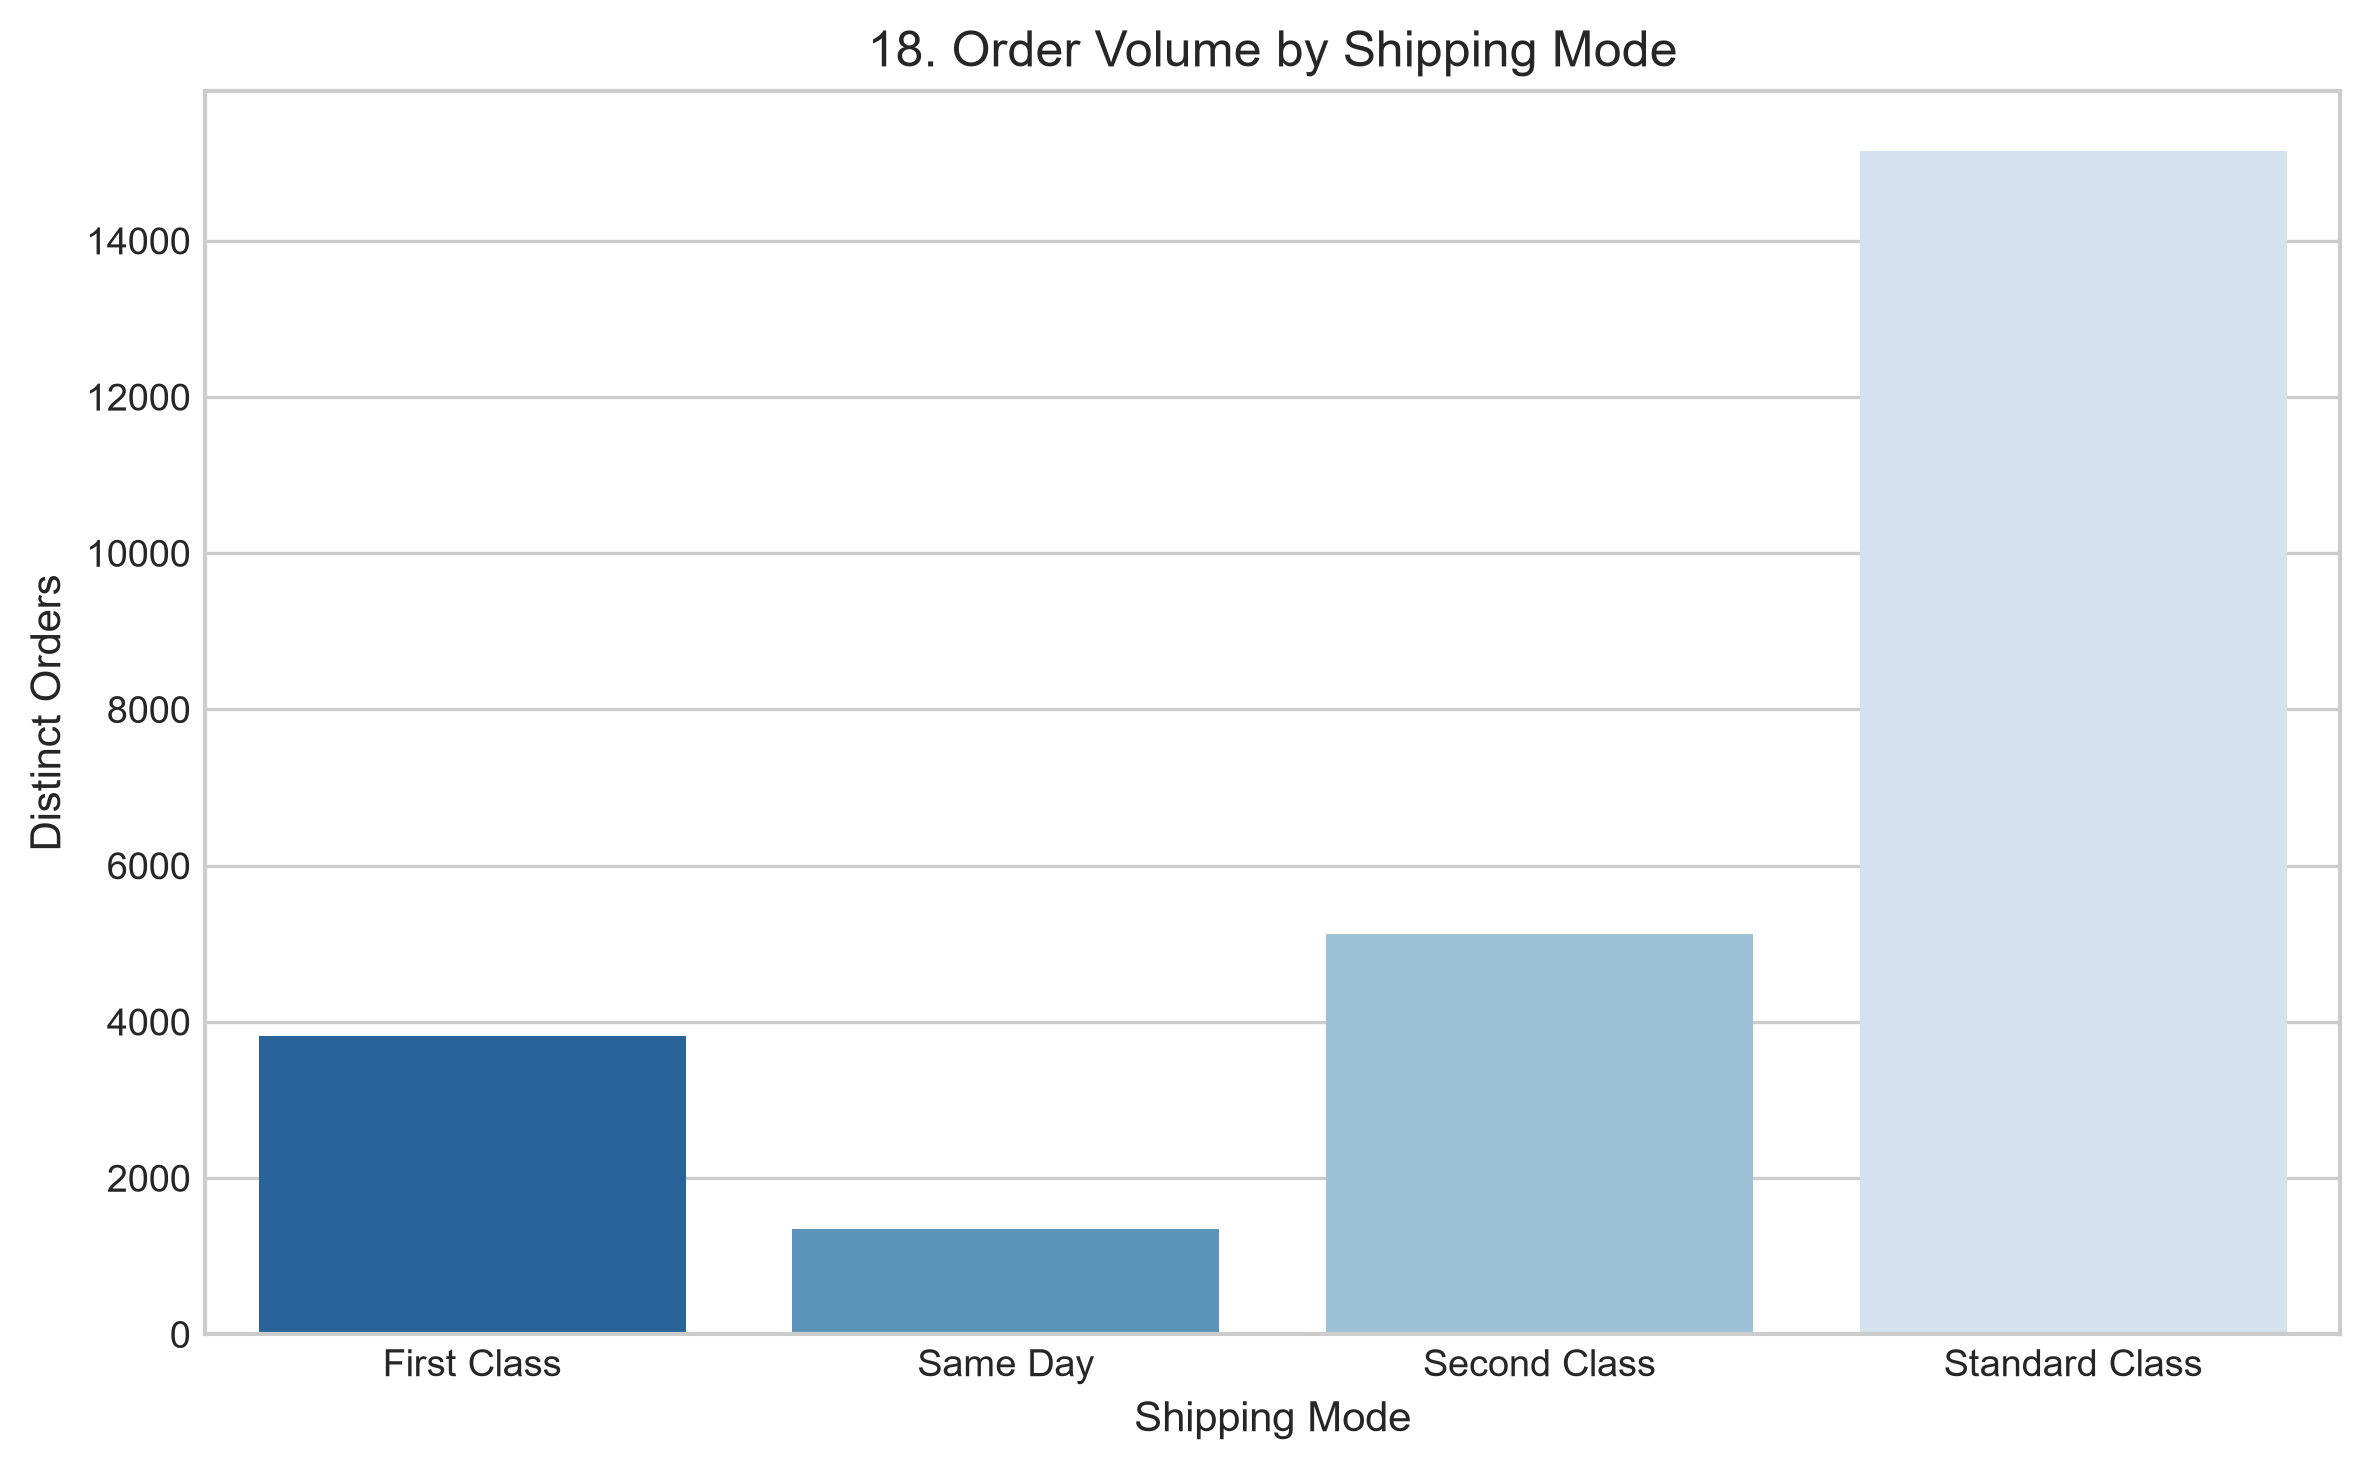 18. Order Volume by Shipping Mode
Distinct Orders
14000
12000
10000
8000
6000
4000
2000
0
First Class Same Day Second Class Standard Class
Shipping Mode